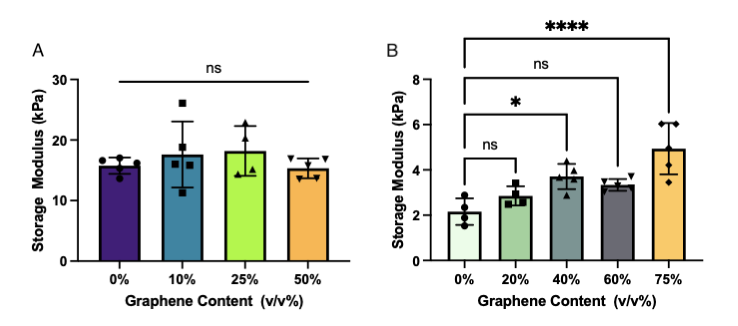 A
ns
Storage Modulus (kPa)
30
20
10
0
0%
10%
25%
50%
Graphene Content (v/v%)
B
****
ns
*
ns
Storage Modulus (kPa)
8
6
4
2
0
0%
20%
40%
60%
75%
Graphene Content (v/v%)